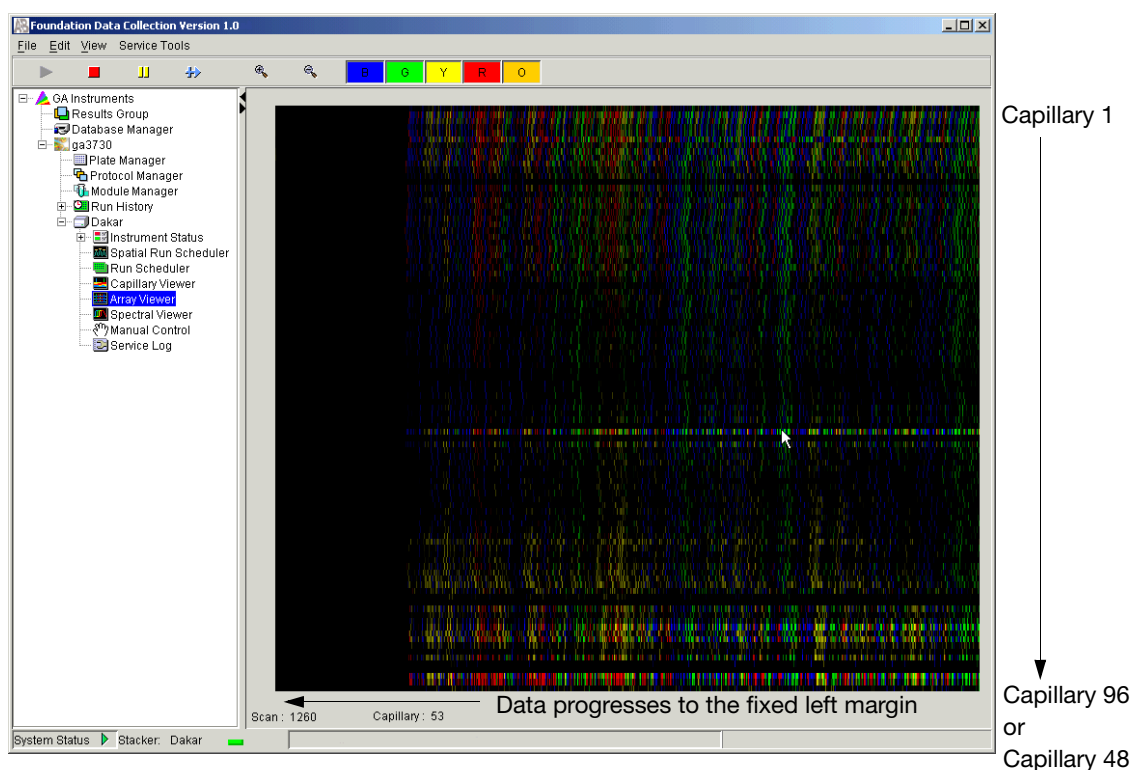 Foundation Data Collection Version 1.0
File Edit View Service Tools
B G Y R O
GA Instruments
Results Group
Database Manager
ga3730
Plate Manager
Protocol Manager
Module Manager
Run History
Dakar
Instrument Status
Spatial Run Scheduler
Run Scheduler
Capillary Viewer
Array Viewer
Spectral Viewer
Manual Control
Service Log
Capillary 1
Data progresses to the fixed left margin
Scan : 1260 Capillary : 53
Capillary 96
or
Capillary 48
System Status Stacker: Dakar